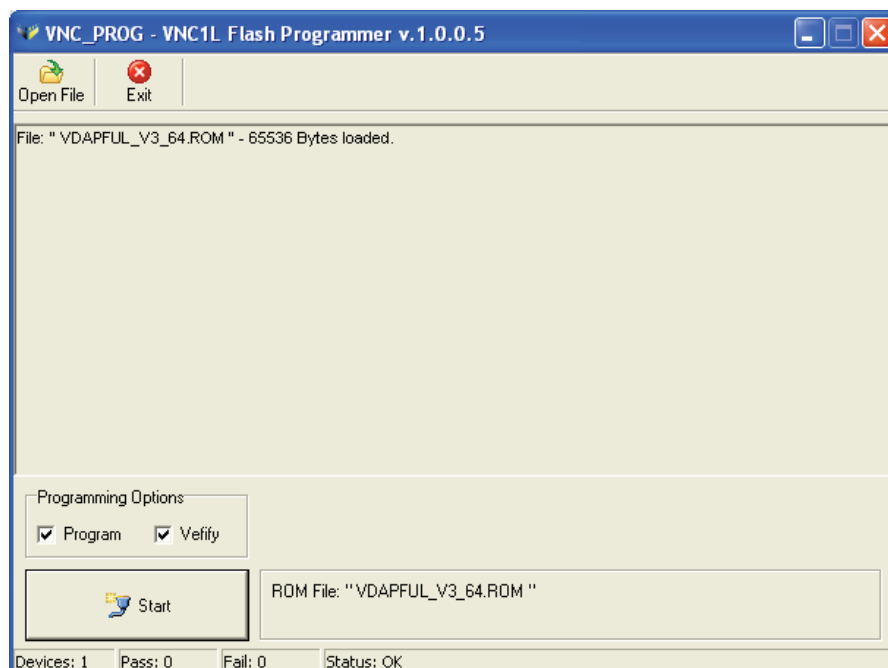 VNC_PROG - VNC1L Flash Programmer v.1.0.0.5
Open File Exit
File: " VDAPFUL_V3_64.ROM " - 65536 Bytes loaded.
Programming Options
Program Vefify
Start
ROM File: " VDAPFUL_V3_64.ROM "
Devices: 1 Pass: 0 Fail: 0 Status: OK